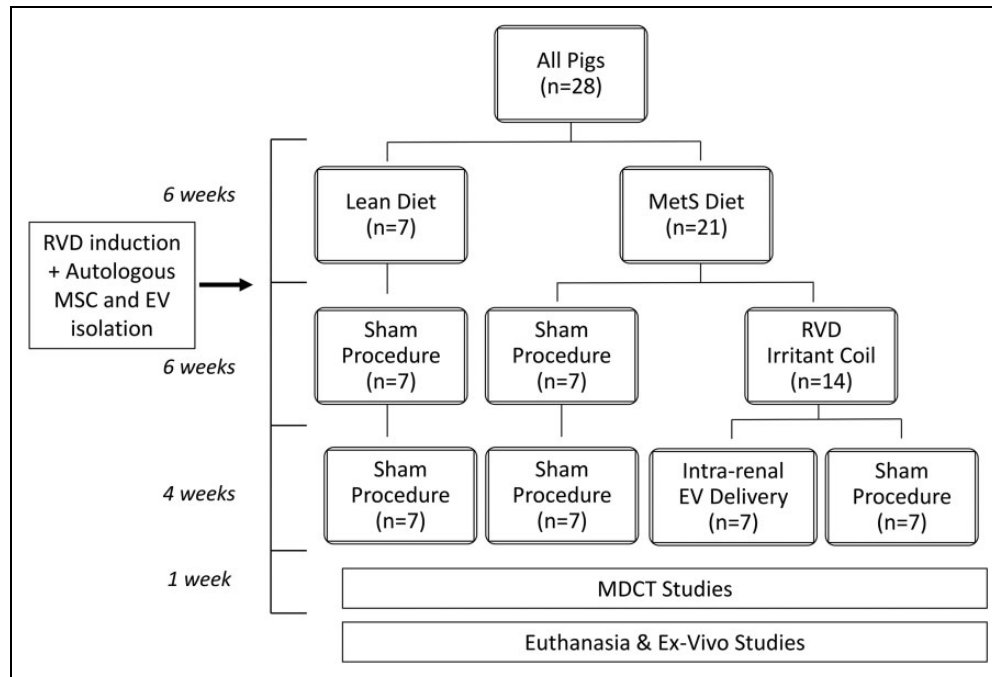 All Pigs
(n=28)
6 weeks
Lean Diet
(n=7)
MetS Diet
(n=21)
RVD induction
+ Autologous
MSC and EV
isolation
6 weeks
Sham
Procedure
(n=7)
Sham
Procedure
(n=7)
RVD
Irritant Coil
(n=14)
4 weeks
Sham
Procedure
(n=7)
Sham
Procedure
(n=7)
Intra-renal
EV Delivery
(n=7)
Sham
Procedure
(n=7)
1 week
MDCT Studies
Euthanasia & Ex-Vivo Studies